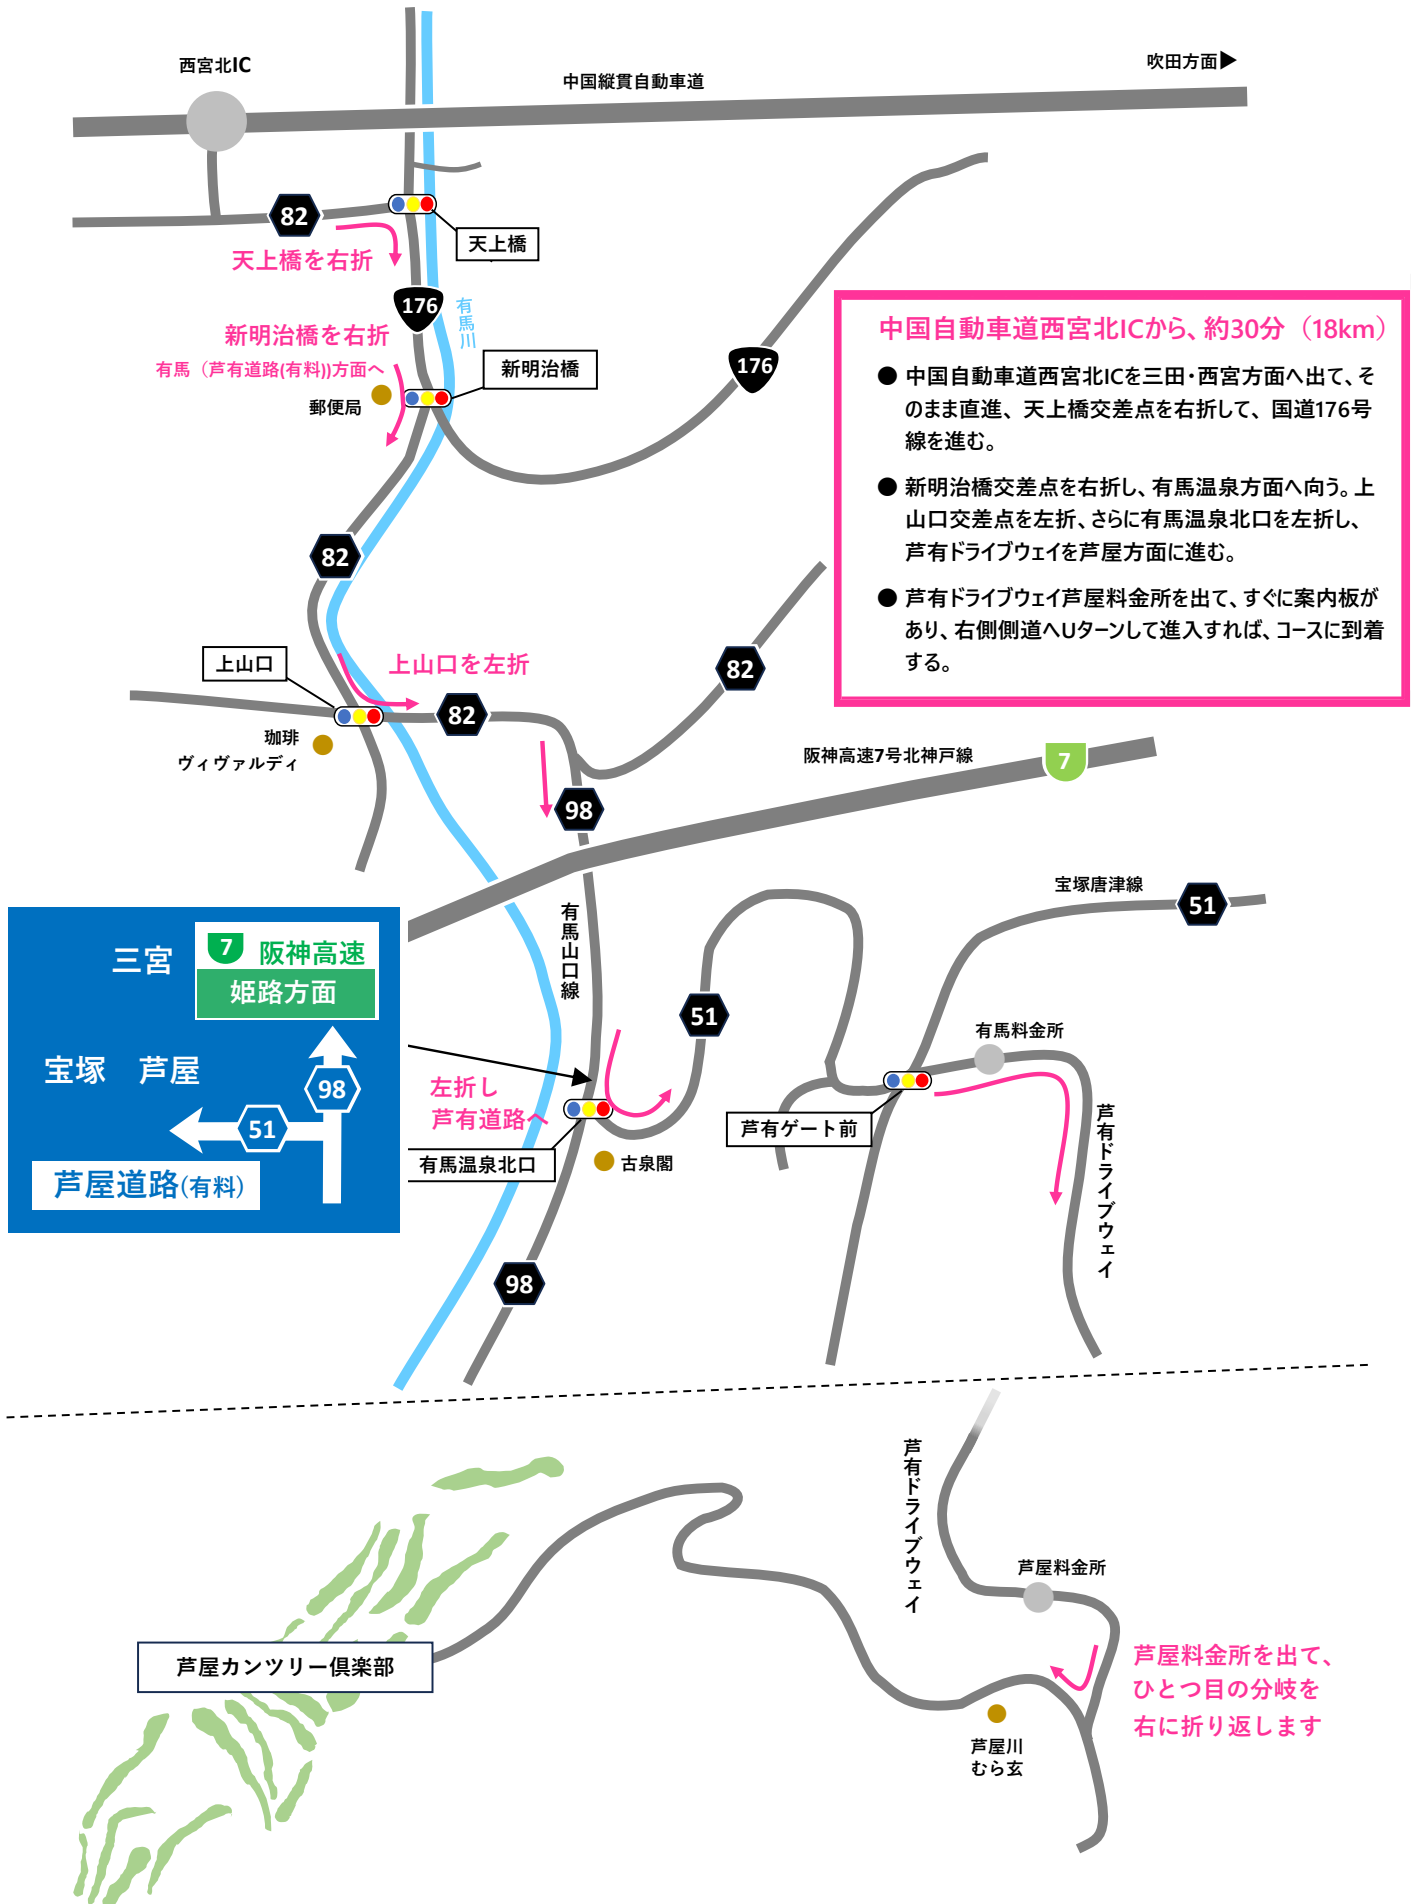 西宮北IC
吹田方面▶
中国縦貫自動車道
82
天上橋
天上橋を右折
176
有馬川
新明治橋を右折
有馬（芦有道路(有料))方面へ
新明治橋
郵便局
176
中国自動車道西宮北ICから、約30分（18km）
● 中国自動車道西宮北ICを三田・西宮方面へ出て、そ
のまま直進、天上橋交差点を右折して、国道176号
線を進む。
● 新明治橋交差点を右折し、有馬温泉方面へ向う。上
山口交差点を左折、さらに有馬温泉北口を左折し、
芦有ドライブウェイを芦屋方面に進む。
● 芦有ドライブウェイ芦屋料金所を出て、すぐに案内板が
あり、右側側道へUターンして進入すれば、コースに到着
する。
82
上山口
上山口を左折
82
82
珈琲
ヴィヴァルディ
阪神高速7号北神戸線
7
98
宝塚唐津線
51
有馬山口線
三宮
7 阪神高速
姫路方面
宝塚 芦屋
98
51
芦屋道路(有料)
51
有馬料金所
左折し
芦有道路へ
芦有ゲート前
有馬温泉北口
古泉閣
芦有ドライブウェイ
98
芦有ドライブウェイ
芦屋料金所
芦屋カンツリー倶楽部
芦屋料金所を出て、
ひとつ目の分岐を
右に折り返します
芦屋川
むら玄